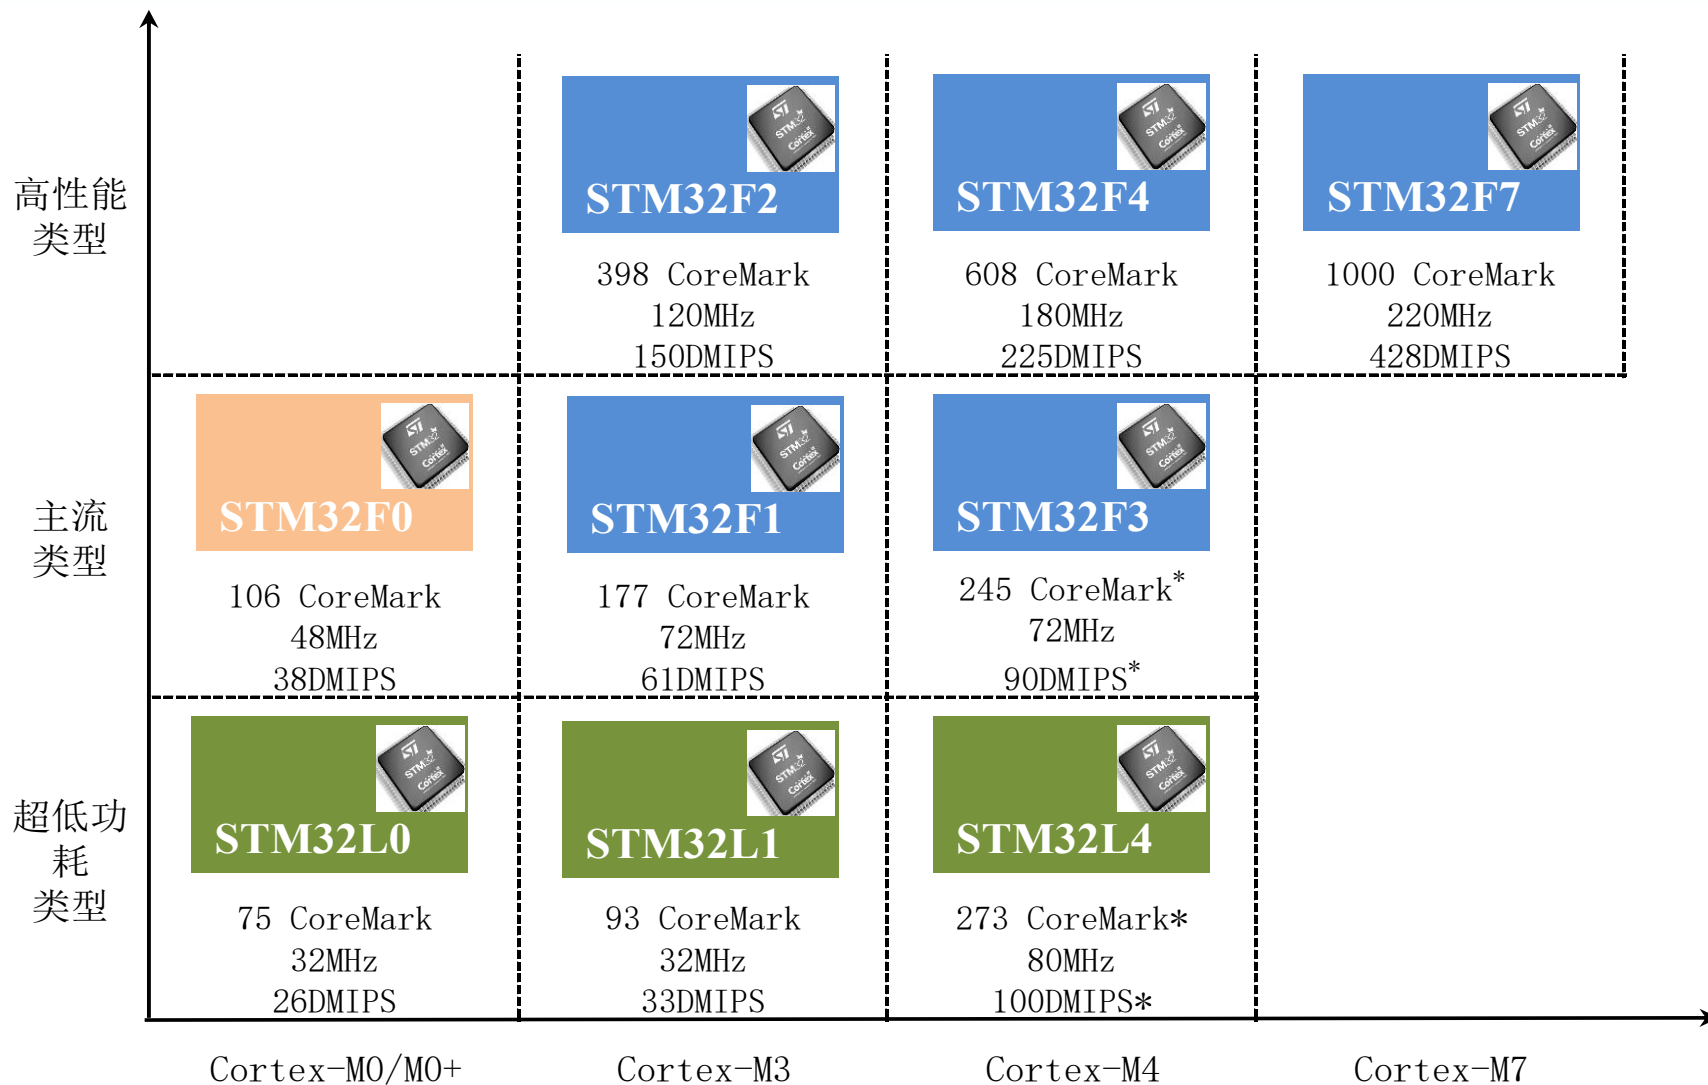 高性能
类型
STM32F2
398 CoreMark
120MHz
150DMIPS
STM32F4
608 CoreMark
180MHz
225DMIPS
STM32F7
1000 CoreMark
220MHz
428DMIPS
主流
类型
STM32F0
106 CoreMark
48MHz
38DMIPS
STM32F1
177 CoreMark
72MHz
61DMIPS
STM32F3
245 CoreMark*
72MHz
90DMIPS*
超低功
耗
类型
STM32L0
75 CoreMark
32MHz
26DMIPS
STM32L1
93 CoreMark
32MHz
33DMIPS
STM32L4
273 CoreMark*
80MHz
100DMIPS*
Cortex-M0/M0+
Cortex-M3
Cortex-M4
Cortex-M7